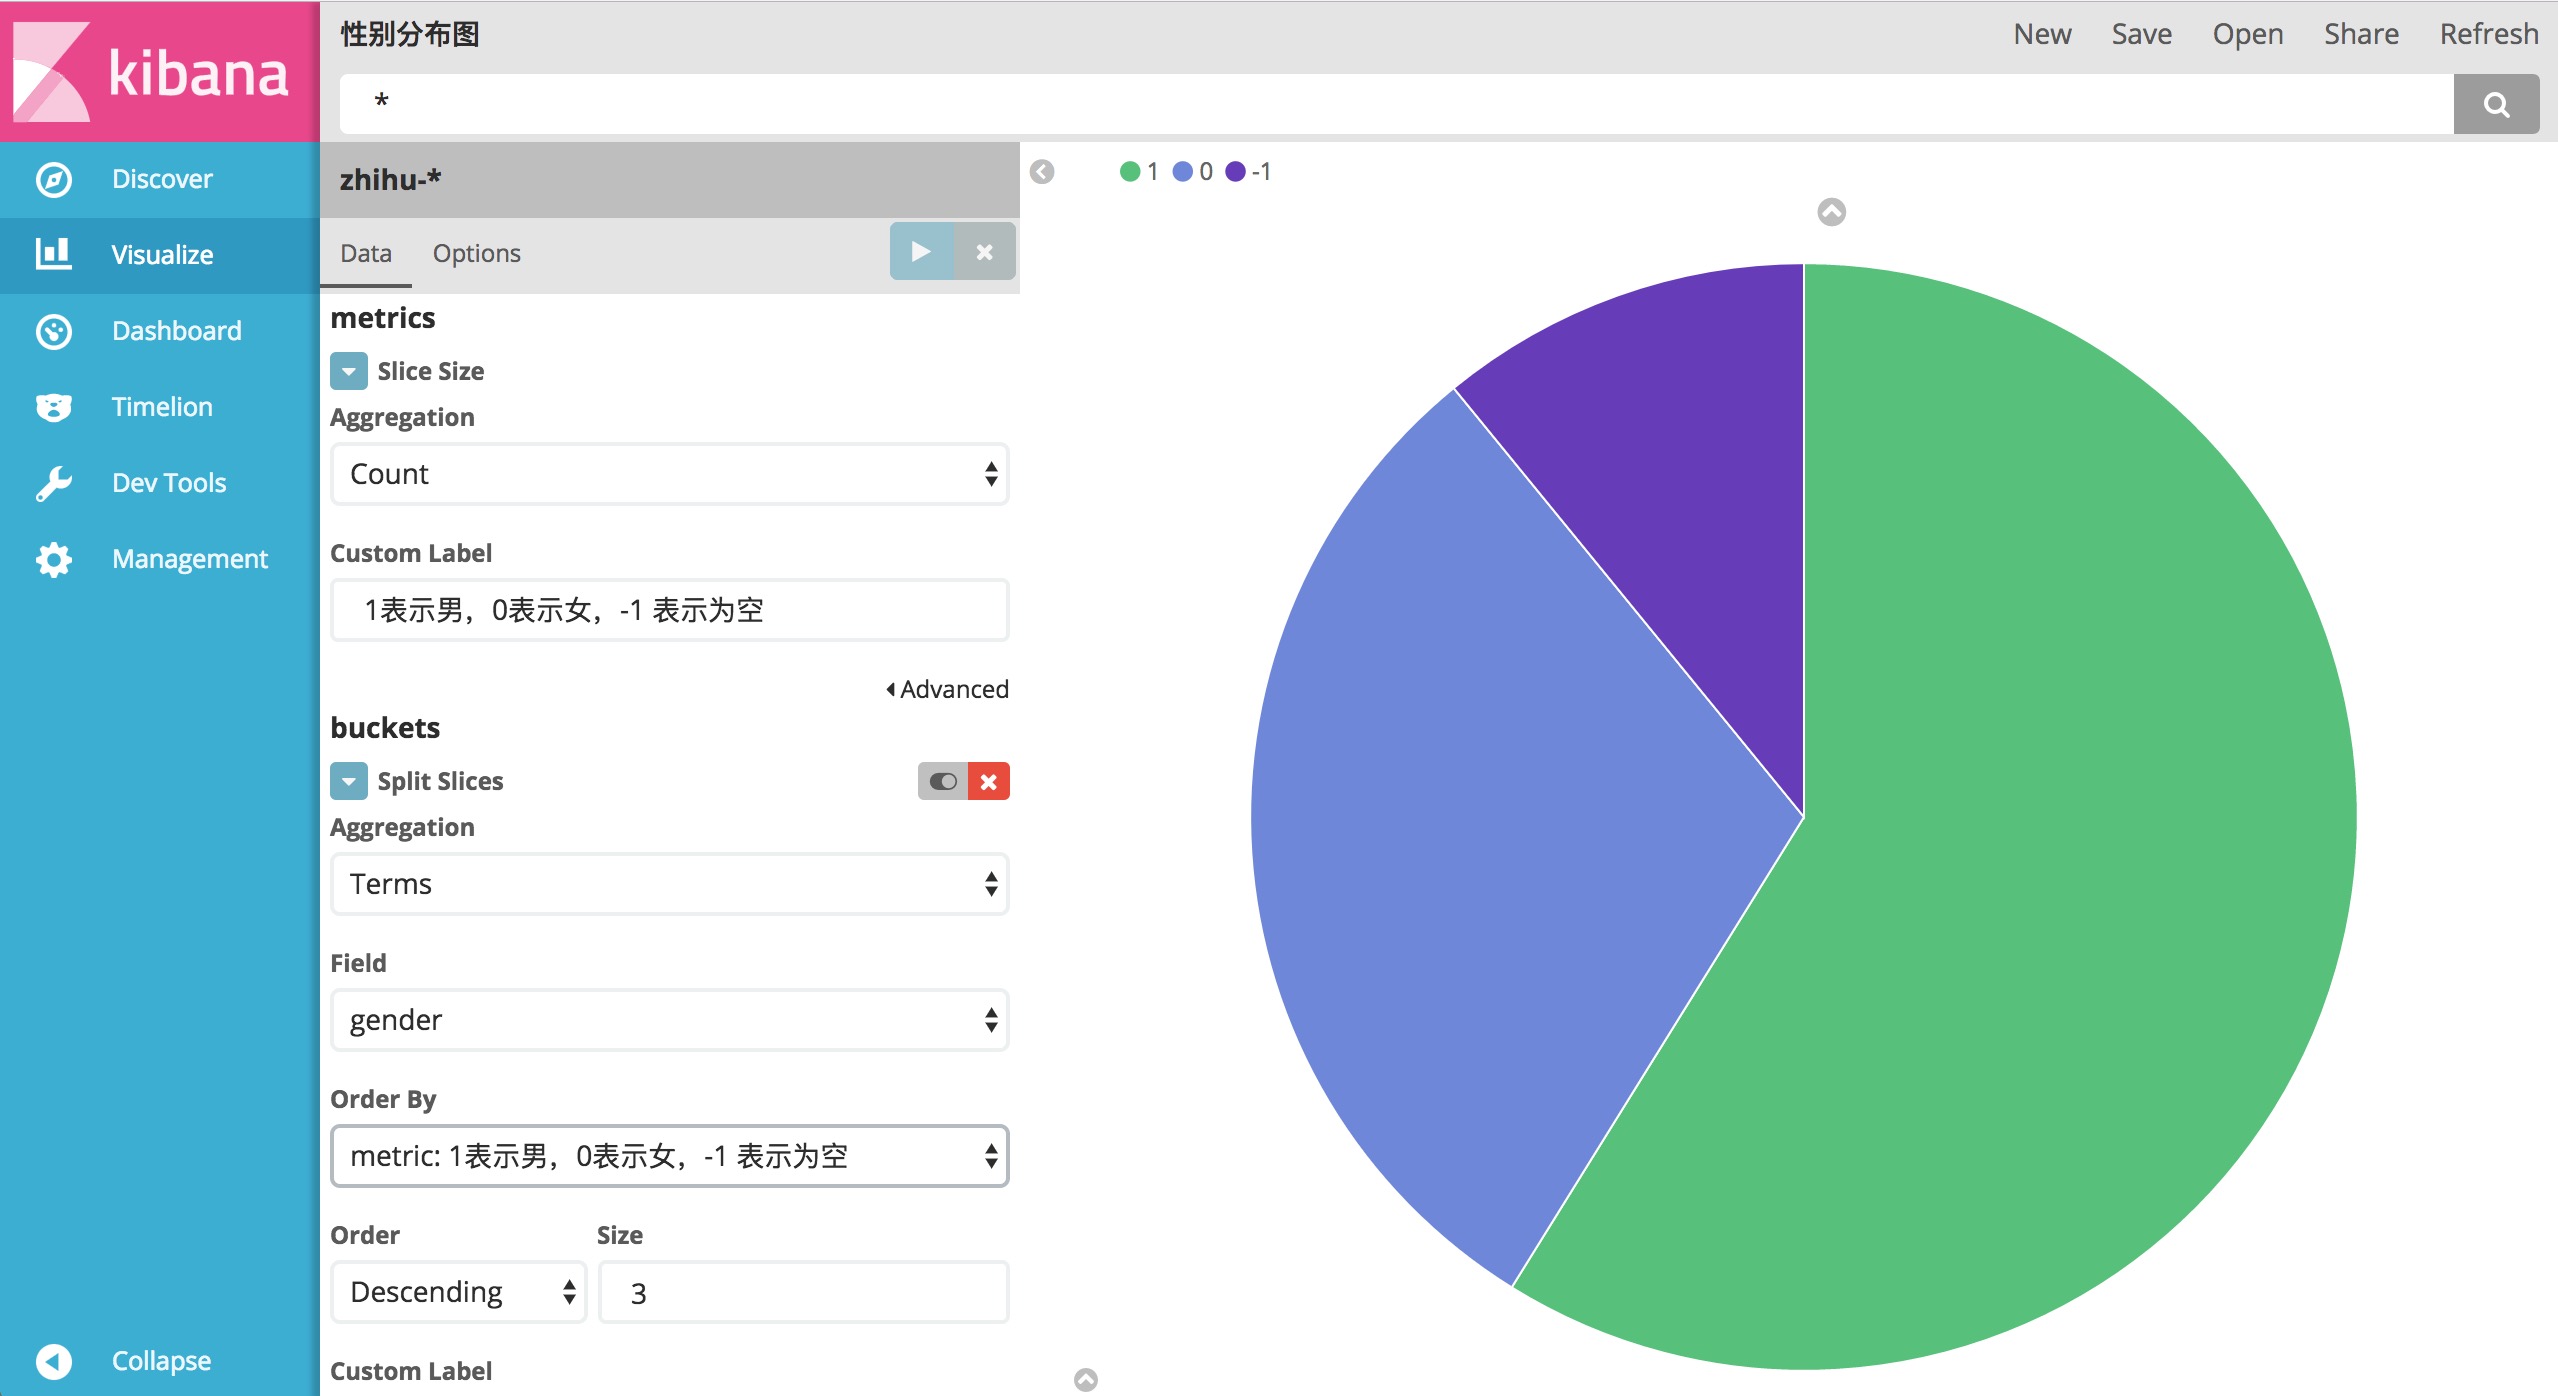 kibana
性别分布图
New Save Open Share Refresh
*
Discover
Visualize
Dashboard
Timelion
Dev Tools
Management
Collapse
zhihu-*
Data Options
metrics
Slice Size
Aggregation
Count
Custom Label
1表示男，0表示女，-1 表示为空
Advanced
buckets
Split Slices
Aggregation
Terms
Field
gender
Order By
metric: 1表示男，0表示女，-1 表示为空
Order Size
Descending 3
Custom Label
1 0 -1